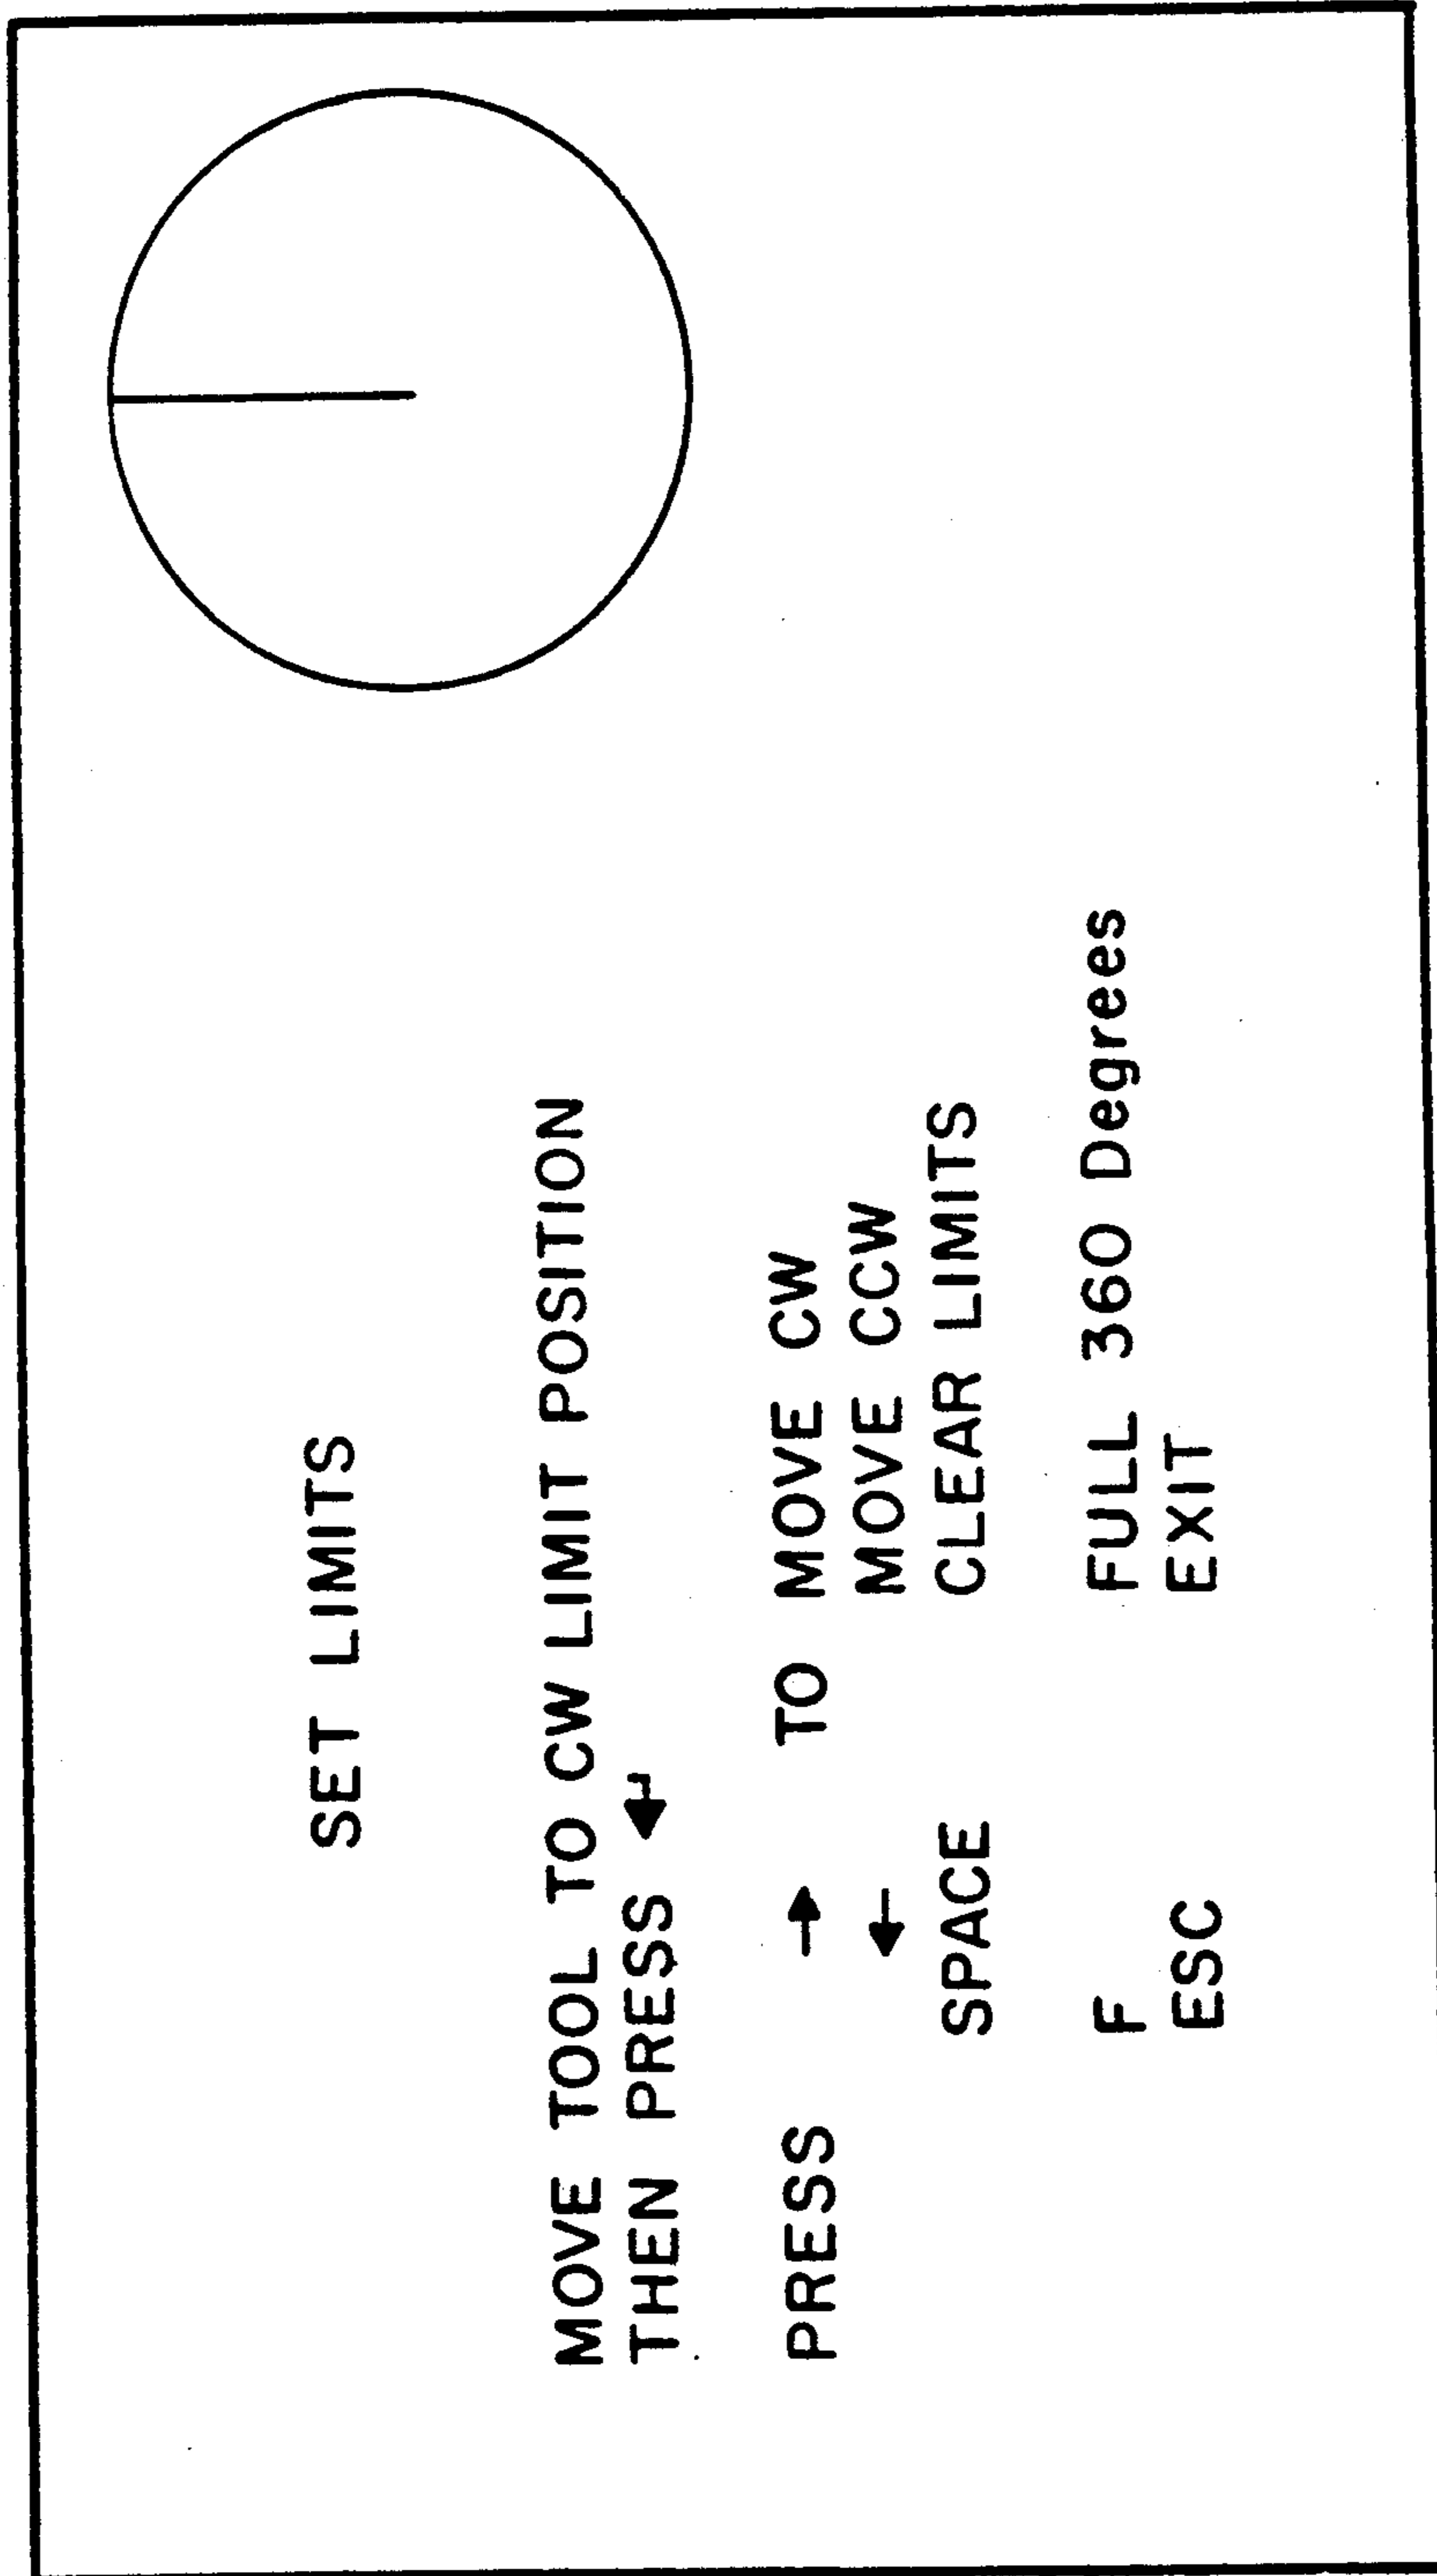 SET LIMITS
MOVE TOOL TO CW LIMIT POSITION
THEN PRESS ↵
PRESS → TO MOVE CW
← MOVE CCW
SPACE CLEAR LIMITS
F FULL 360 Degrees
ESC EXIT